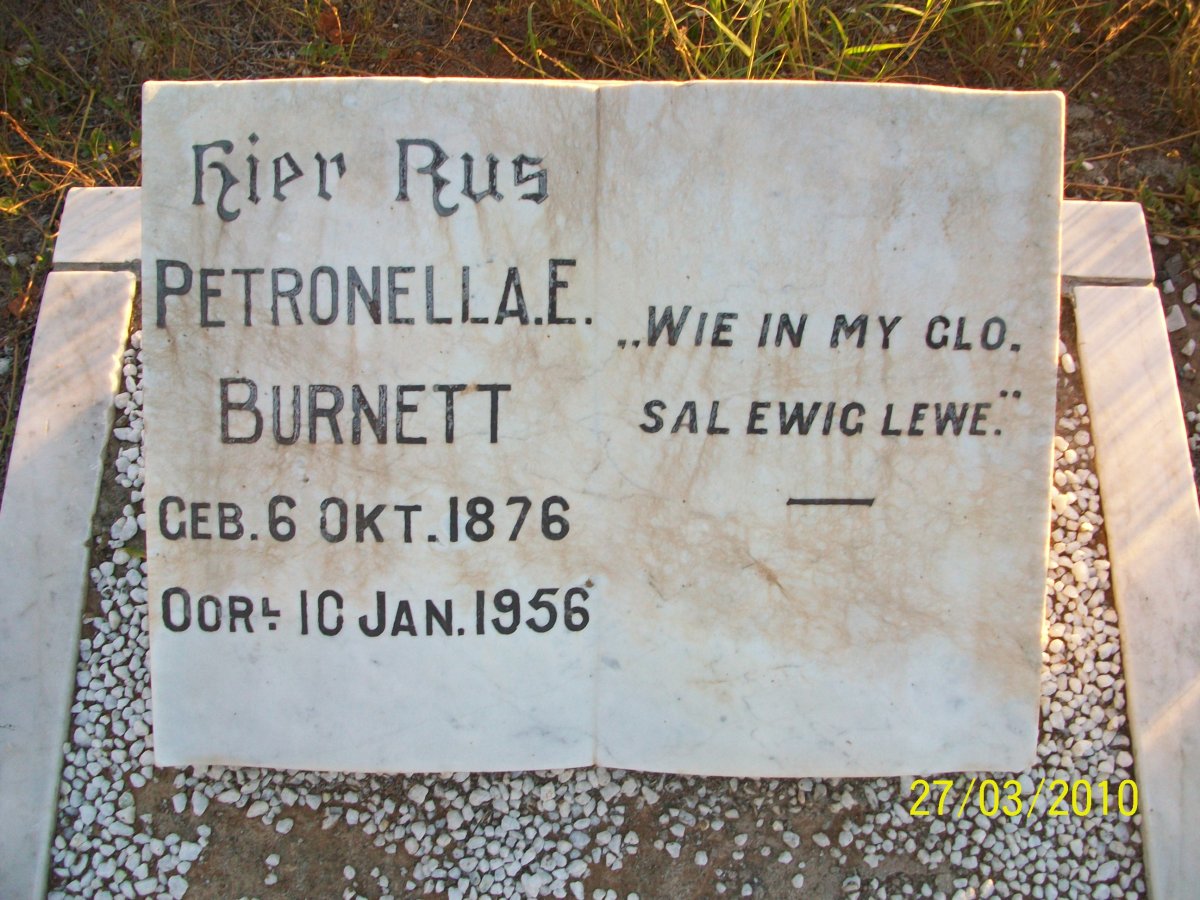 Hier Rus
PETRONELLA.E.
BURNETT
GEB. 6 OKT. 1876
OORL. 10 JAN. 1956
„WIE IN MY GLO.
SAL EWIG LEWE."
27/03/2010